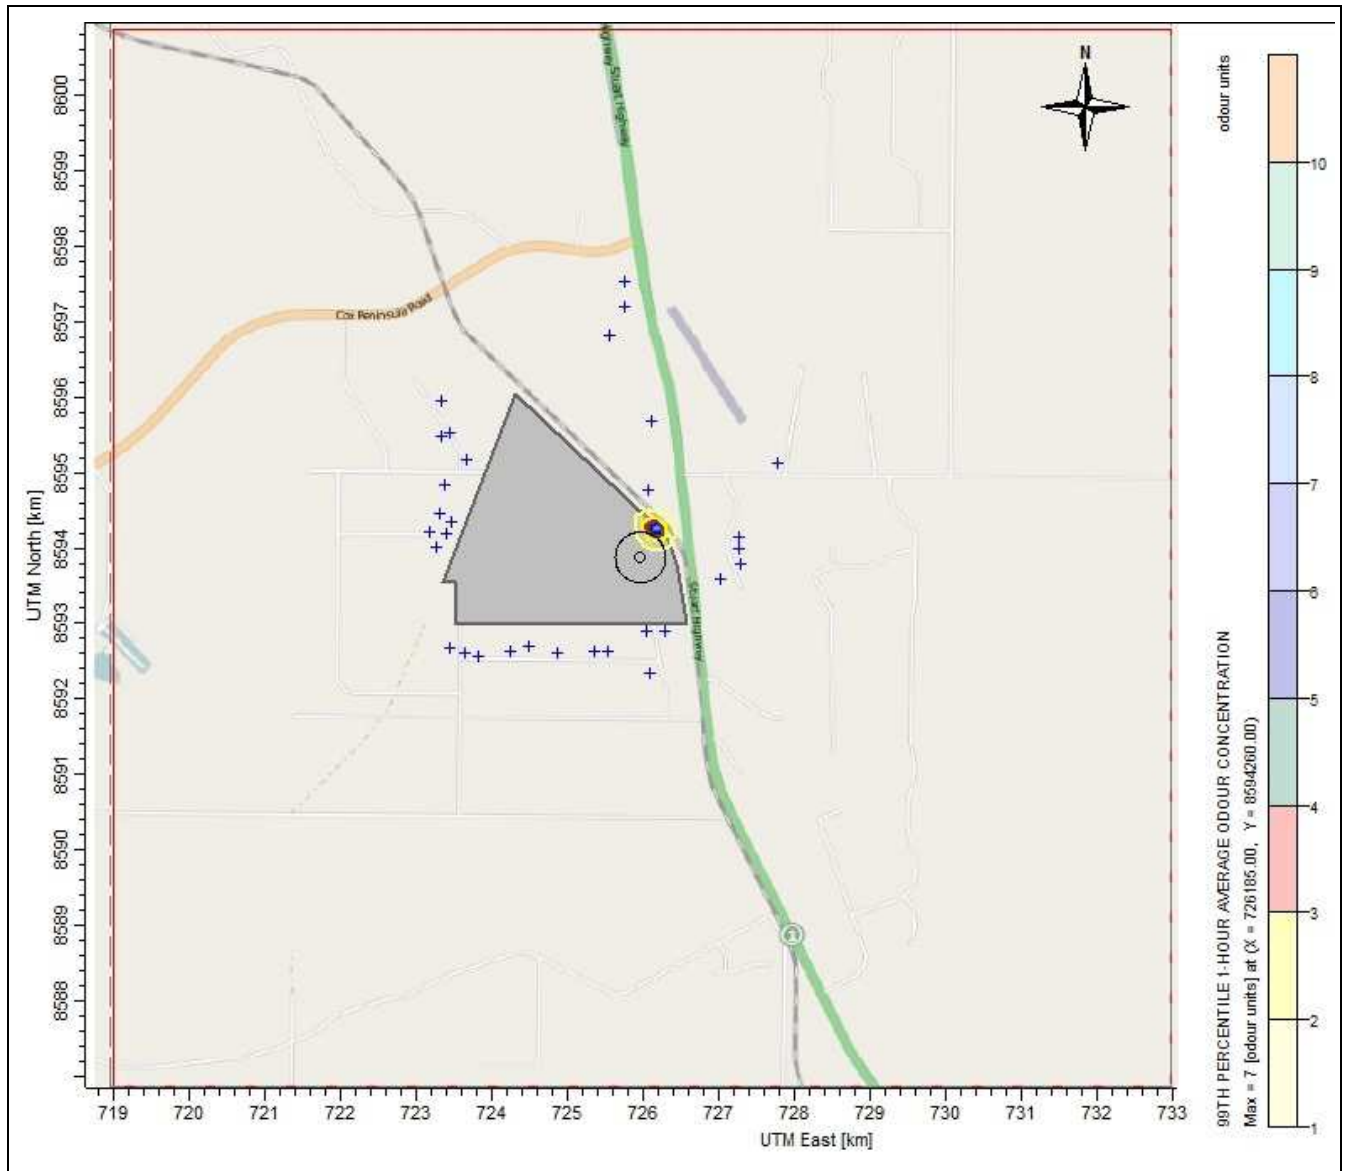 N
odour units
10
9
8
7
6
5
4
3
2
1
99TH PERCENTILE 1-HOUR AVERAGE ODOUR CONCENTRATION
Max = 7 [odour units] at (X = 726185.00, Y = 8594260.00)
UTM North [km]
8600
8599
8598
8597
8596
8595
8594
8593
8592
8591
8590
8589
8588
Highway
Stuart Highway
Cox Peninsula Road
Stuart Highway
1
719 720 721 722 723 724 725 726 727 728 729 730 731 732 733
UTM East [km]